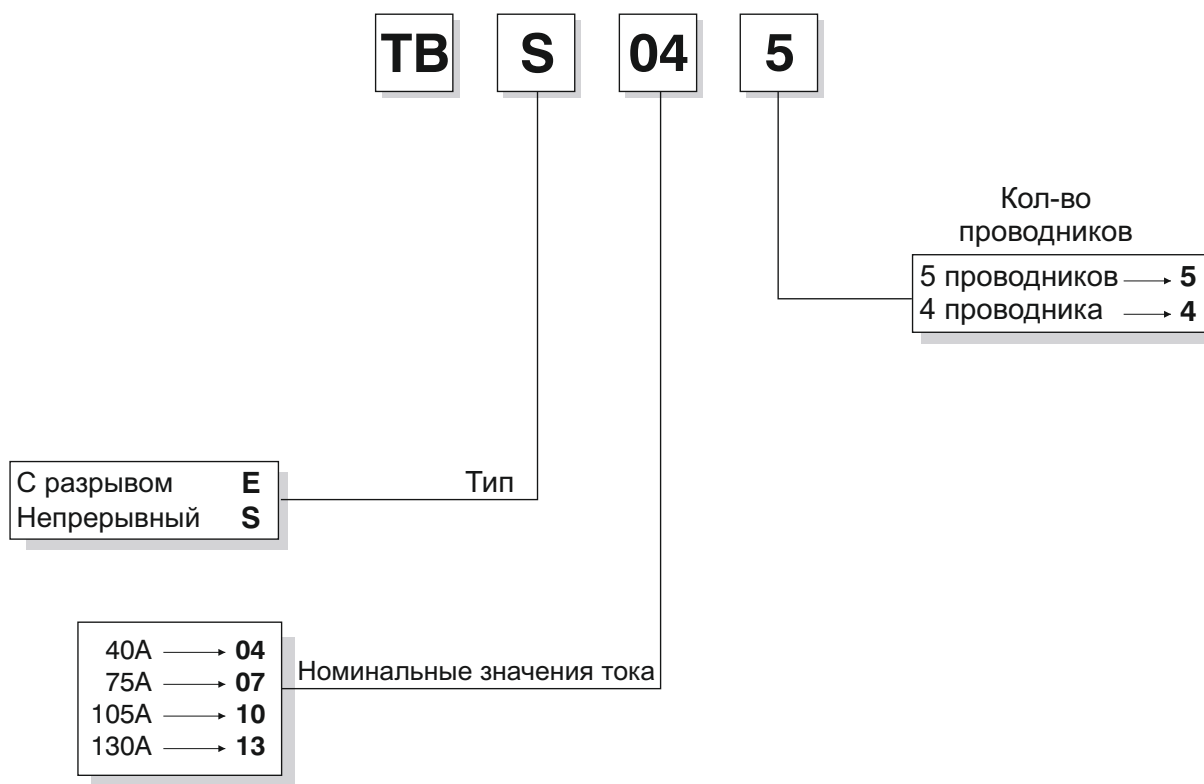 TB S 04 5
Кол-во
проводников
5 проводников → 5
4 проводника → 4
С разрывом E
Непрерывный S
Тип
40A → 04
75A → 07
105A → 10
130A → 13
Номинальные значения тока